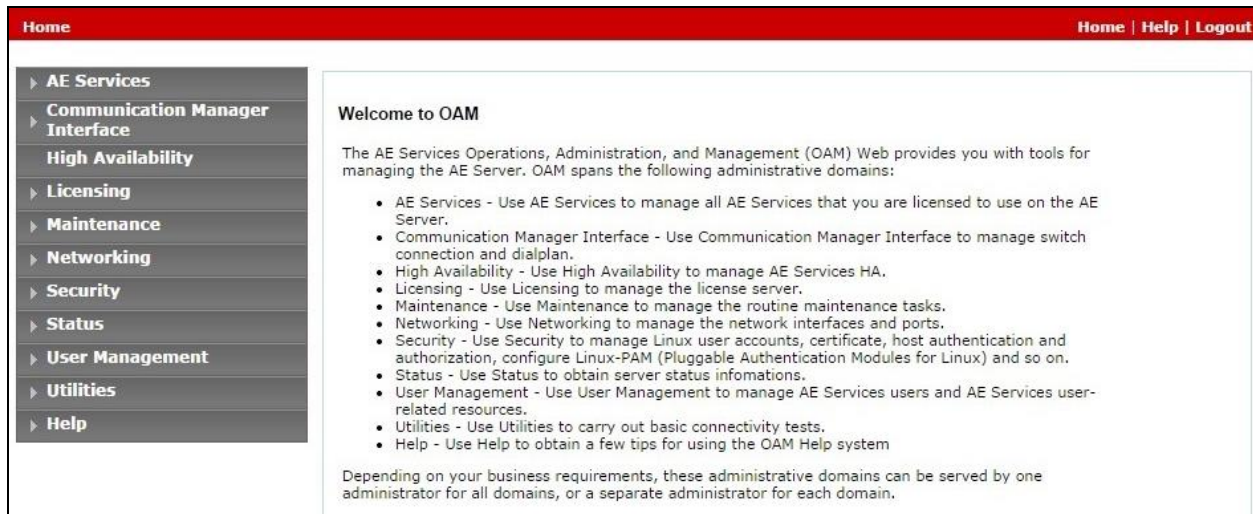 Home
Home | Help | Logout
AE Services
Communication Manager
Interface
High Availability
Licensing
Maintenance
Networking
Security
Status
User Management
Utilities
Help
Welcome to OAM
The AE Services Operations, Administration, and Management (OAM) Web provides you with tools for
managing the AE Server. OAM spans the following administrative domains:
• AE Services - Use AE Services to manage all AE Services that you are licensed to use on the AE
Server.
• Communication Manager Interface - Use Communication Manager Interface to manage switch
connection and dialplan.
• High Availability - Use High Availability to manage AE Services HA.
• Licensing - Use Licensing to manage the license server.
• Maintenance - Use Maintenance to manage the routine maintenance tasks.
• Networking - Use Networking to manage the network interfaces and ports.
• Security - Use Security to manage Linux user accounts, certificate, host authentication and
authorization, configure Linux-PAM (Pluggable Authentication Modules for Linux) and so on.
• Status - Use Status to obtain server status infomations.
• User Management - Use User Management to manage AE Services users and AE Services user-
related resources.
• Utilities - Use Utilities to carry out basic connectivity tests.
• Help - Use Help to obtain a few tips for using the OAM Help system
Depending on your business requirements, these administrative domains can be served by one
administrator for all domains, or a separate administrator for each domain.